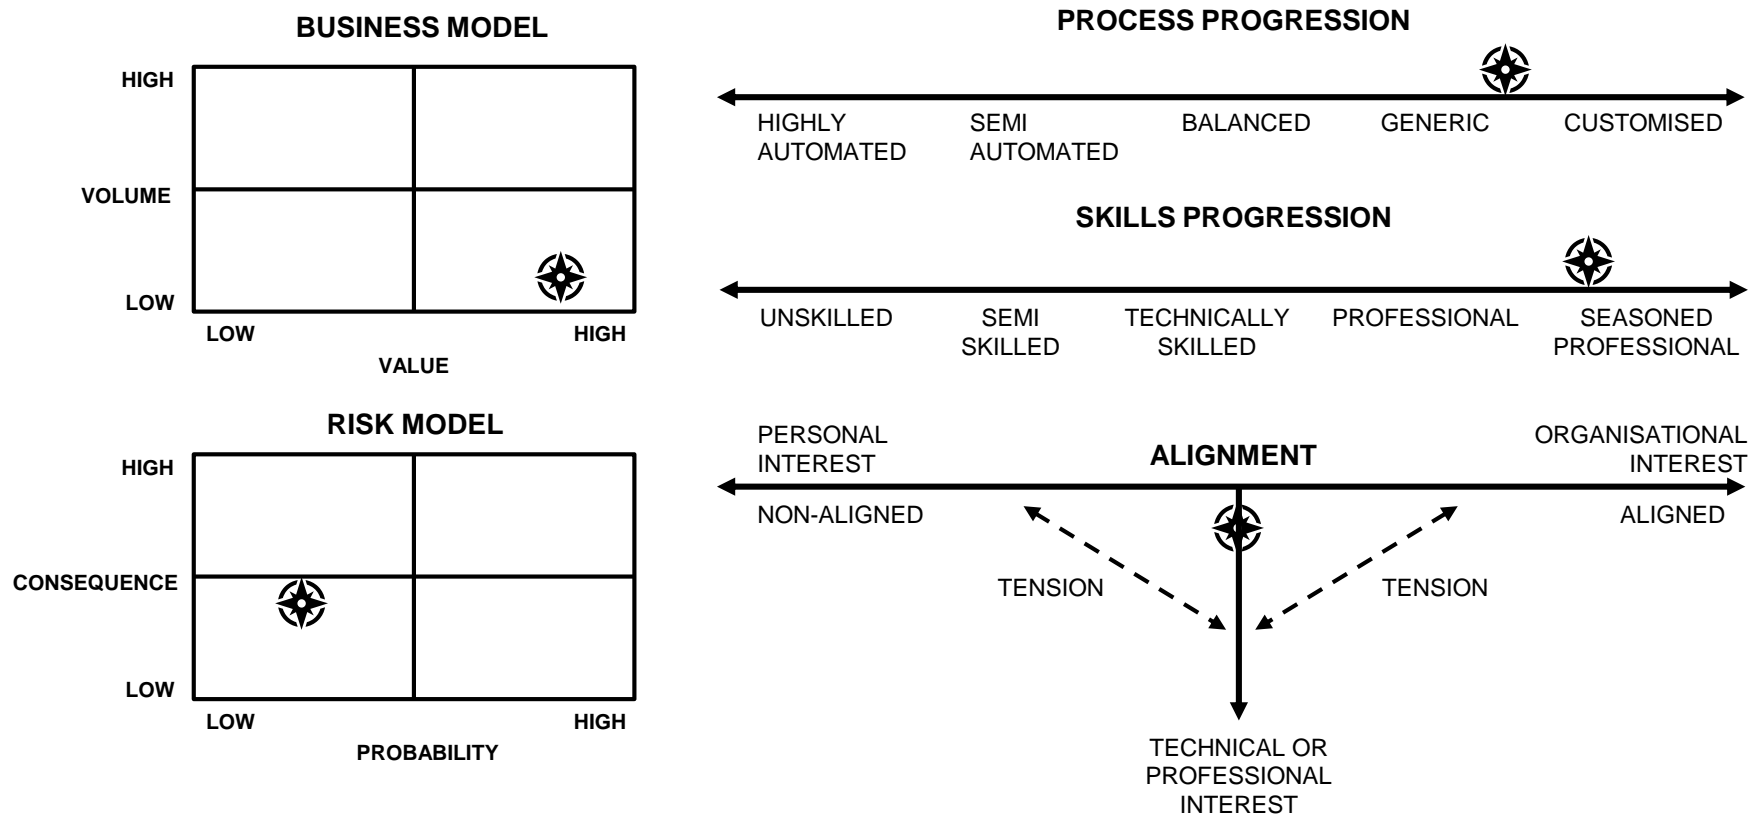 BUSINESS MODEL
HIGH
VOLUME
LOW
LOW
HIGH
VALUE
RISK MODEL
HIGH
CONSEQUENCE
LOW
LOW
HIGH
PROBABILITY
PROCESS PROGRESSION
HIGHLY
AUTOMATED
SEMI
AUTOMATED
BALANCED
GENERIC
CUSTOMISED
SKILLS PROGRESSION
UNSKILLED
SEMI
SKILLED
TECHNICALLY
SKILLED
PROFESSIONAL
SEASONED
PROFESSIONAL
PERSONAL
INTEREST
ALIGNMENT
ORGANISATIONAL
INTEREST
NON-ALIGNED
ALIGNED
TENSION
TENSION
TECHNICAL OR
PROFESSIONAL
INTEREST